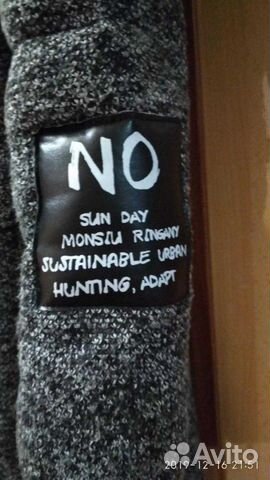 NO
SUN DAY
MONSIU RINGANY
SUSTAINABLE URBAN
HUNTING, ADAPT
2019-12-16 21:51
Avito